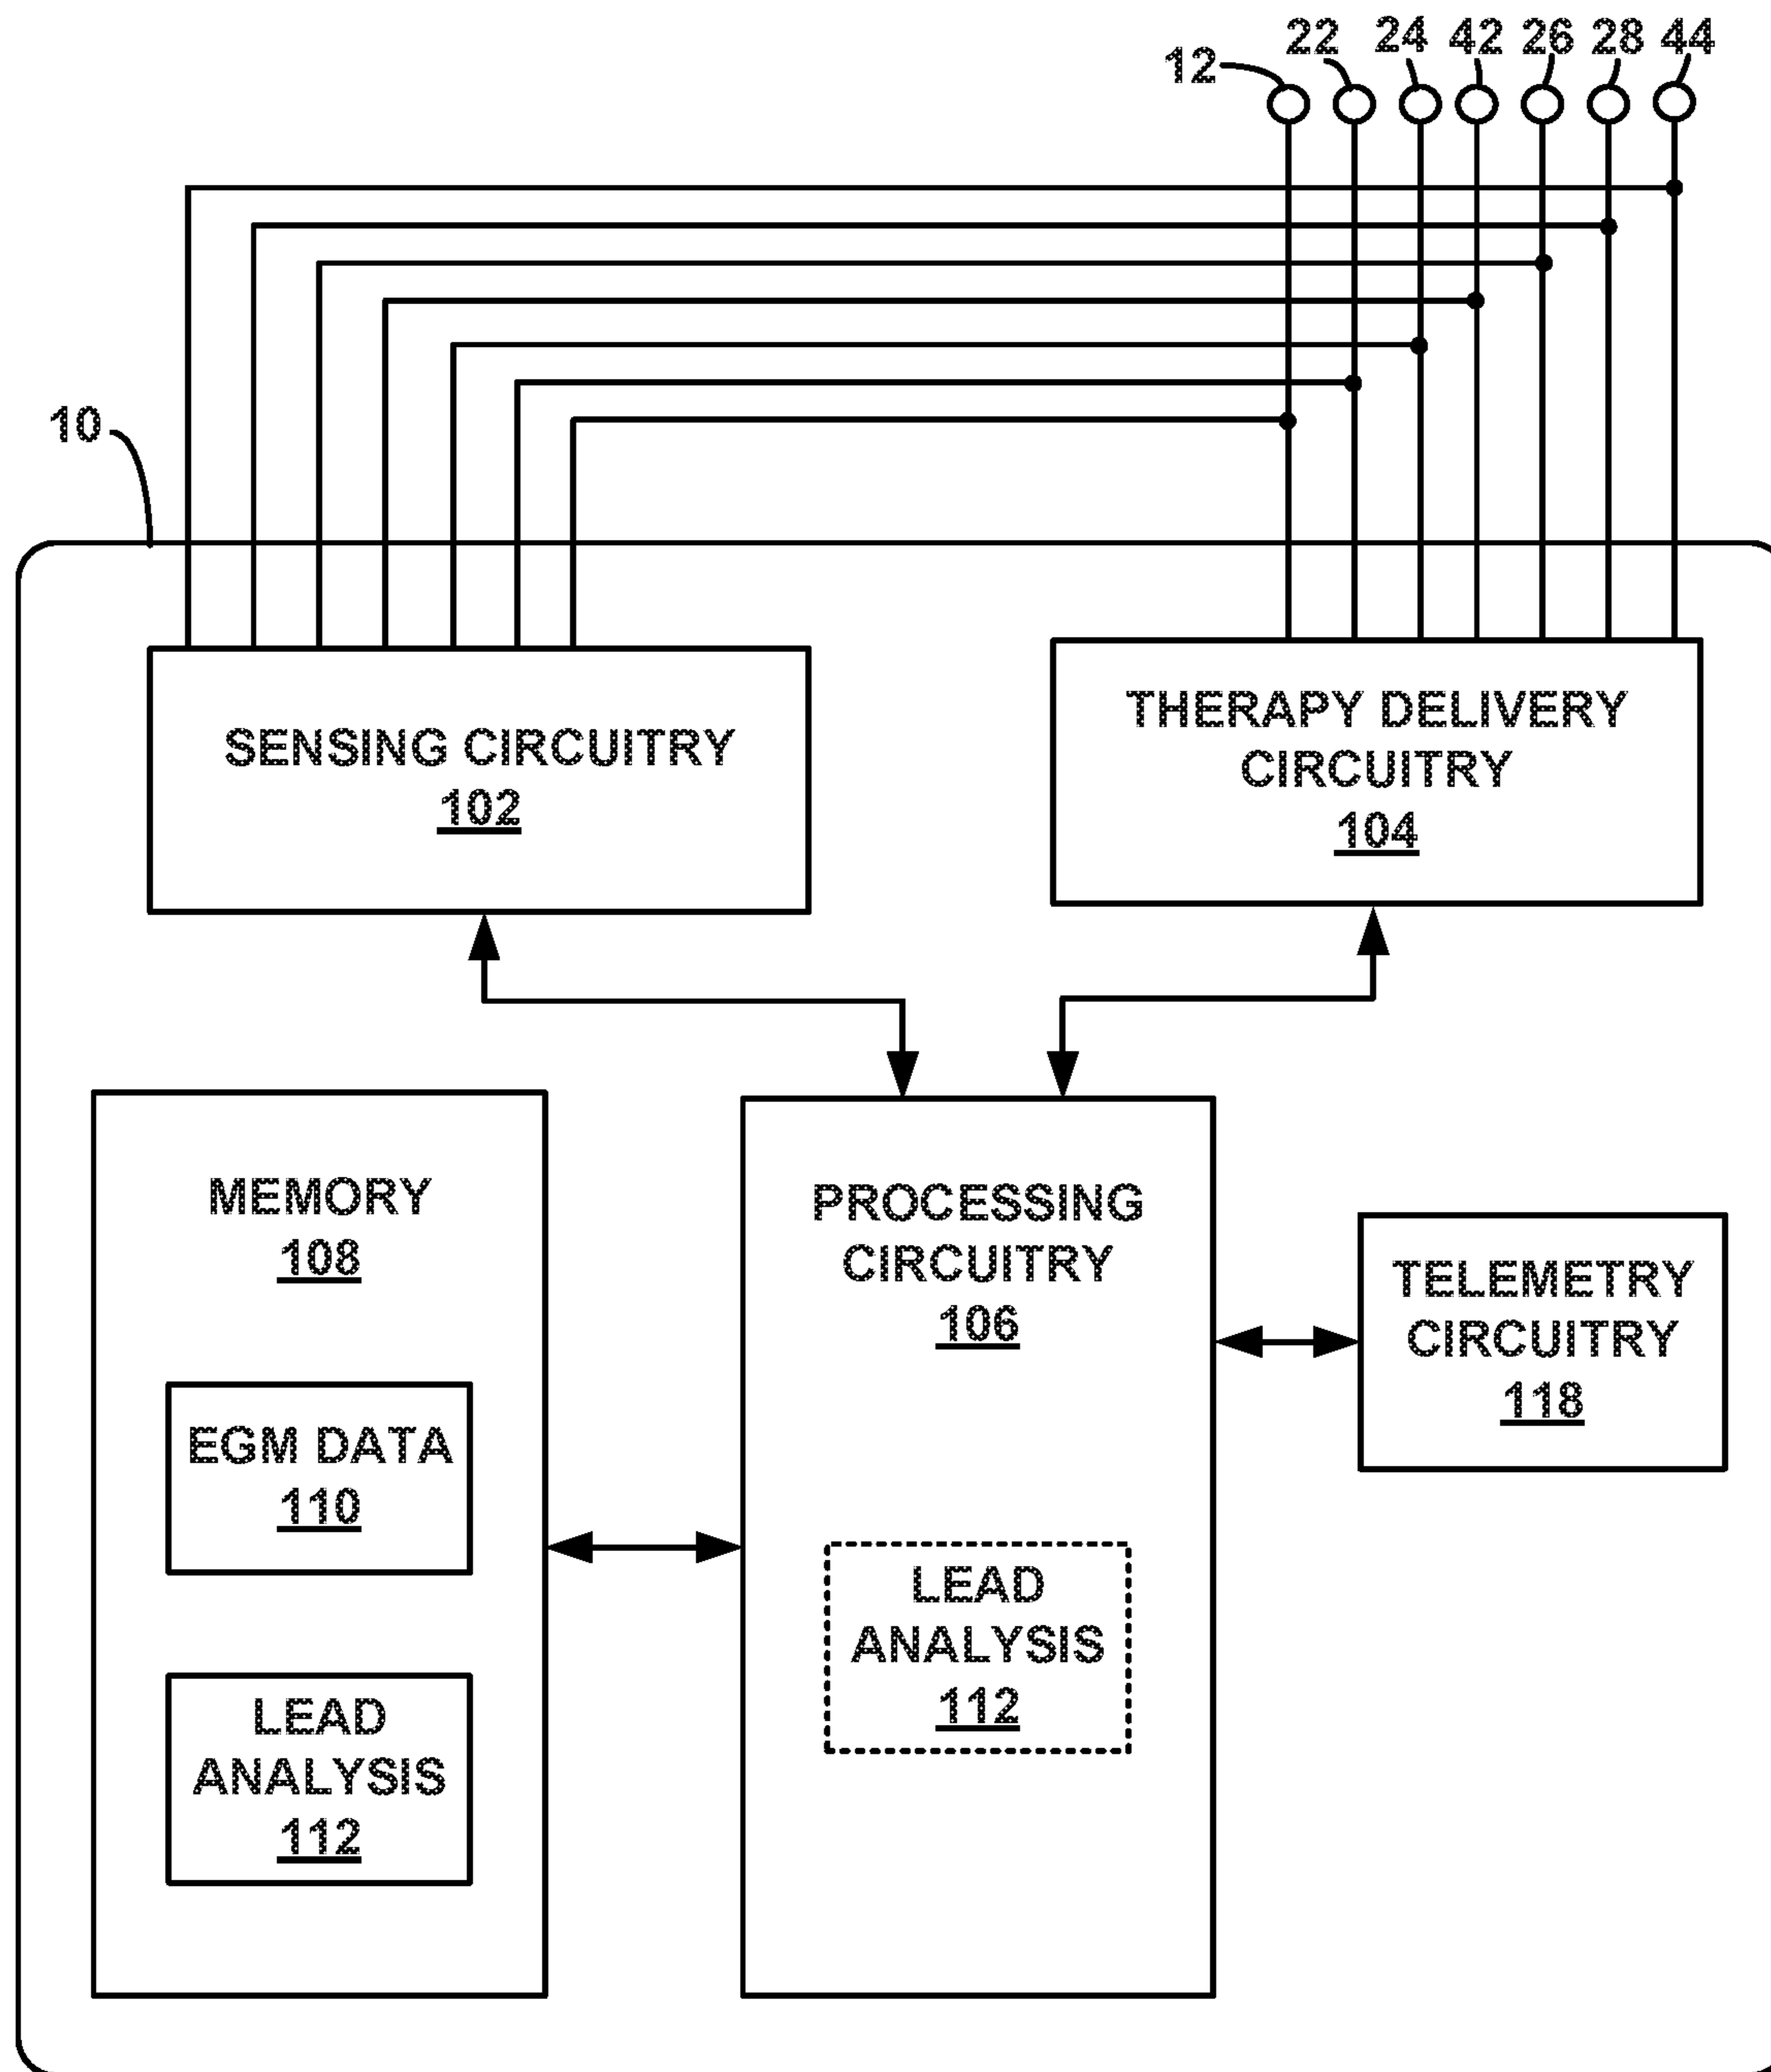 12 22 24 42 26 28 44
10
SENSING CIRCUITRY
102
THERAPY DELIVERY
CIRCUITRY
104
MEMORY
108
EGM DATA
110
LEAD
ANALYSIS
112
PROCESSING
CIRCUITRY
106
LEAD
ANALYSIS
112
TELEMETRY
CIRCUITRY
118